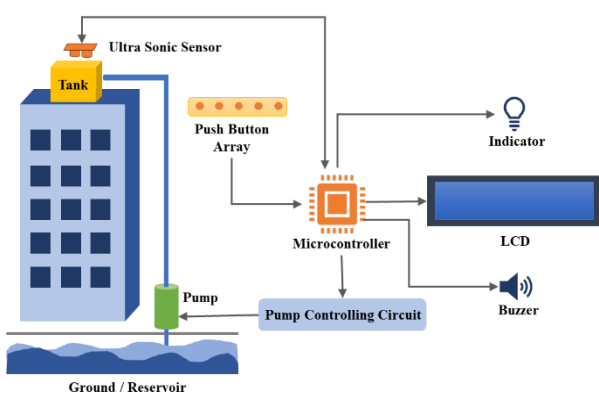 Ultra Sonic Sensor
Tank
Push Button
Array
Indicator
Microcontroller
LCD
Pump
Pump Controlling Circuit
Buzzer
Ground / Reservoir